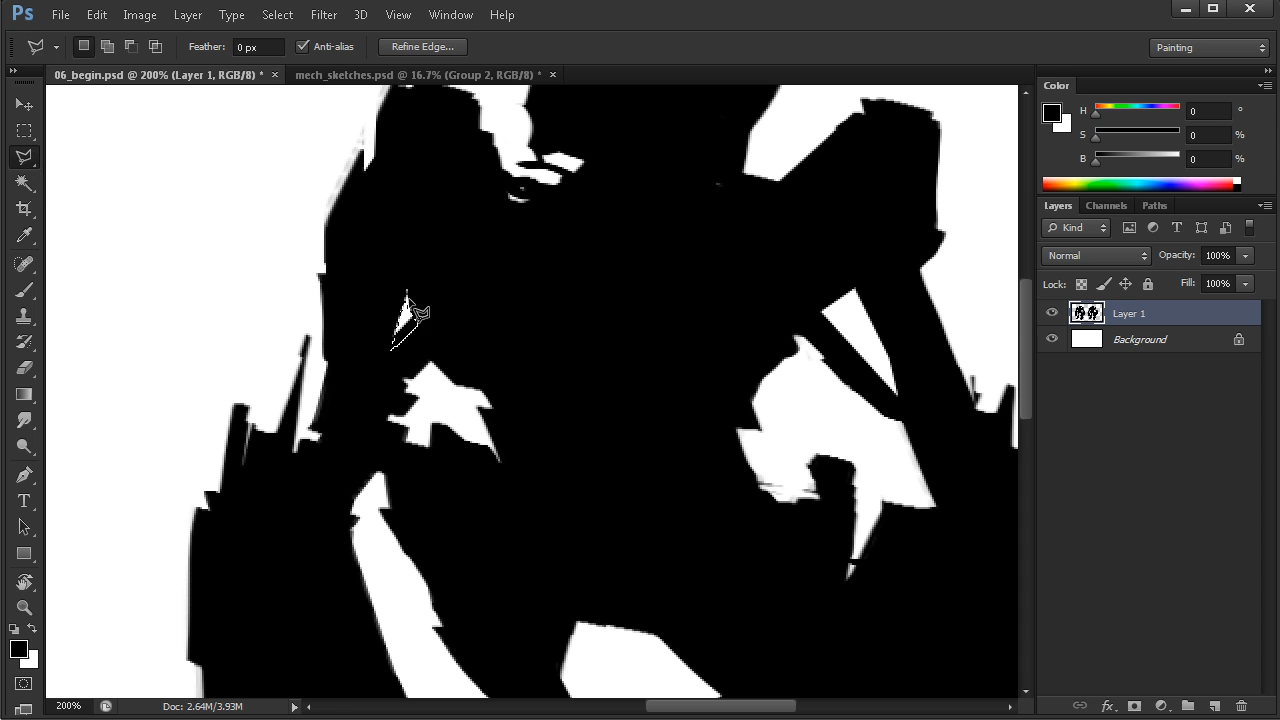 Ps File Edit Image Layer Type Select Filter 3D View Window Help
Feather: 0 px Anti-alias Refine Edge... Painting
06_begin.psd @ 200% (Layer 1, RGB/8) * × mech_sketches.psd @ 16.7% (Group 2, RGB/8) * ×
Color
H 0 °
S 0 %
B 0 %
Layers Channels Paths
Kind
Normal Opacity: 100%
Lock: Fill: 100%
Layer 1
Background
200% Doc: 2.64M/3.93M